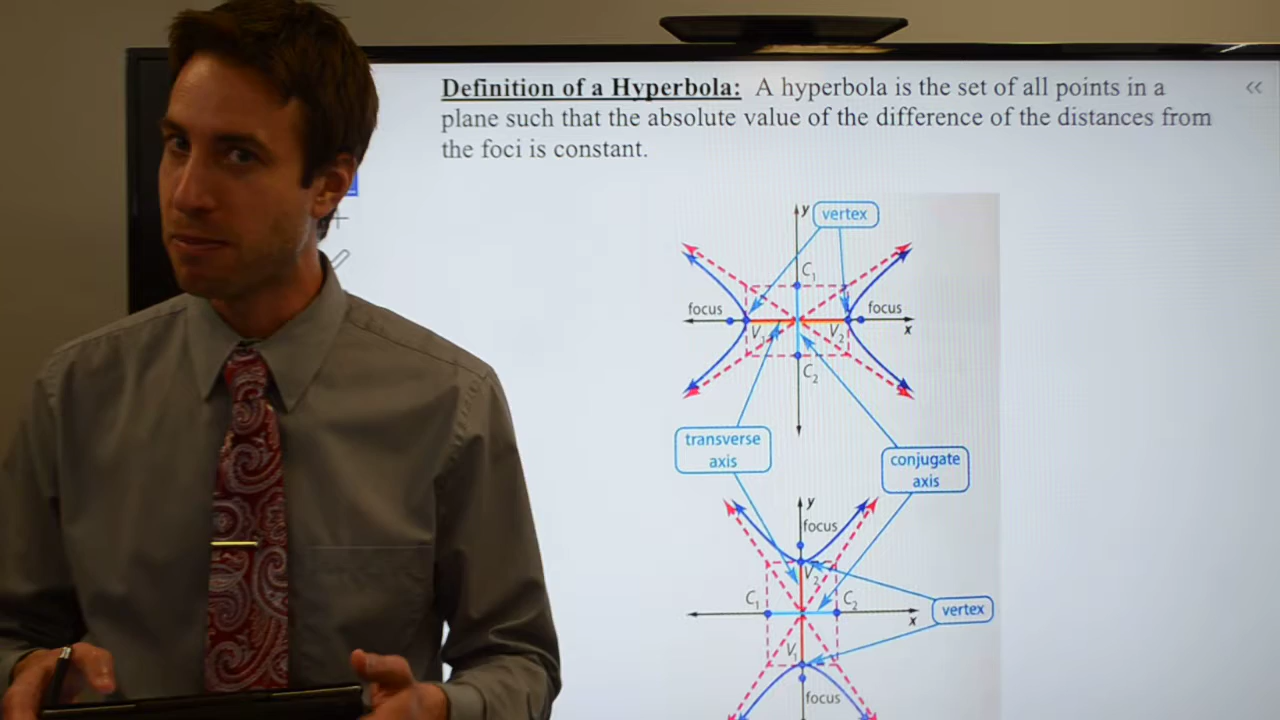 Definition of a Hyperbola: A hyperbola is the set of all points in a
plane such that the absolute value of the difference of the distances from
the foci is constant.
y
vertex
C1
focus
focus
V1
V2
x
C2
transverse
axis
conjugate
axis
y
focus
V2
C1
C2
x
vertex
V1
focus